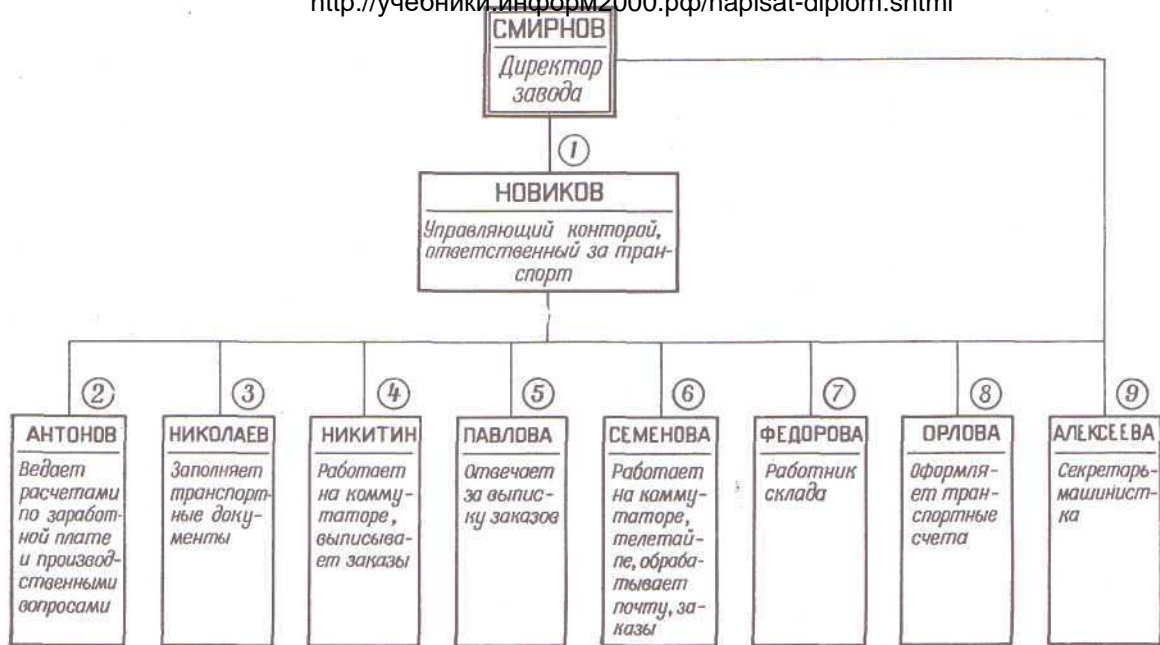 http://учебники.информ2000.рф/napisat-diplom.shtml
СМИРНОВ
Директор
завода
1
НОВИКОВ
Управляющий конторой,
ответственный за тран-
спорт
2
АНТОНОВ
Ведает
расчетами
по заработ-
ной плате
и производ-
ственными
вопросами
3
НИКОЛАЕВ
Заполняет
транспорт-
ные доку-
менты
4
НИКИТИН
Работает
на комму-
таторе,
выписыва-
ет заказы
5
ПАВЛОВА
Отвечает
за выпис-
ку заказов
6
СЕМЕНОВА
Работает
на комму-
таторе,
телетай-
пе, обраба-
тывает
почту, за-
казы
7
ФЕДОРОВА
Работник
склада
8
ОРЛОВА
Оформля-
ет тран-
спортные
счета
9
АЛЕКСЕЕВА
Секретарь-
машинист-
ка